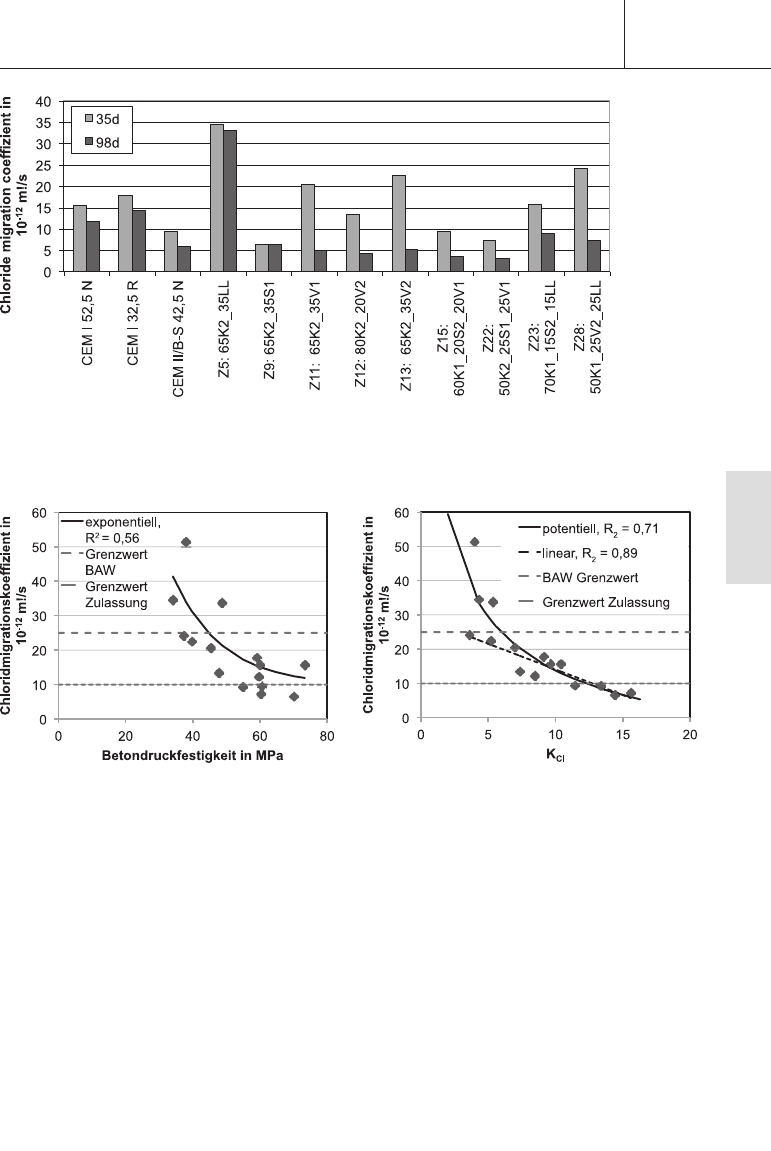 Chloride migration coeffizient in
10-12 m!/s
40
35
30
25
20
15
10
5
0
35d
98d
CEM I 52,5 N
CEM I 32,5 R
CEM II/B-S 42,5 N
Z5: 65K2_35LL
Z9: 65K2_35S1
Z11: 65K2_35V1
Z12: 80K2_20V2
Z13: 65K2_35V2
Z15:
60K1_20S2_20V1
Z22:
50K2_25S1_25V1
Z23:
70K1_15S2_15LL
Z28:
50K1_25V2_25LL
Chloridmigrationskoeffizient in
10-12 m!/s
60
50
40
30
20
10
0
exponentiell,
R² = 0,56
Grenzwert
BAW
Grenzwert
Zulassung
0 20 40 60 80
Betondruckfestigkeit in MPa
Chloridmigrationskoeffizient in
10-12 m!/s
60
50
40
30
20
10
0
potentiell, R2 = 0,71
linear, R2 = 0,89
BAW Grenzwert
Grenzwert Zulassung
0 5 10 15 20
KCl